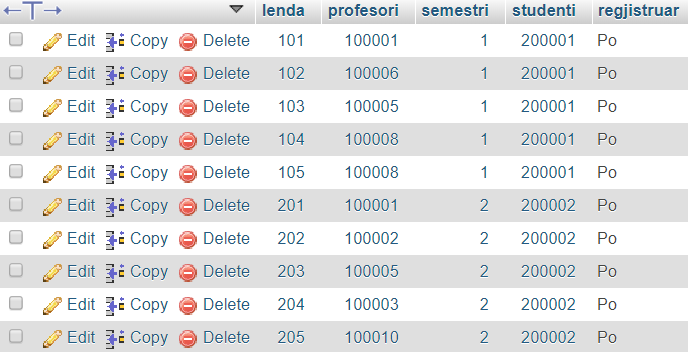 lenda profesori semestri studenti regjistruar
Edit Copy Delete 101 100001 1 200001 Po
Edit Copy Delete 102 100006 1 200001 Po
Edit Copy Delete 103 100005 1 200001 Po
Edit Copy Delete 104 100008 1 200001 Po
Edit Copy Delete 105 100008 1 200001 Po
Edit Copy Delete 201 100001 2 200002 Po
Edit Copy Delete 202 100002 2 200002 Po
Edit Copy Delete 203 100005 2 200002 Po
Edit Copy Delete 204 100003 2 200002 Po
Edit Copy Delete 205 100010 2 200002 Po